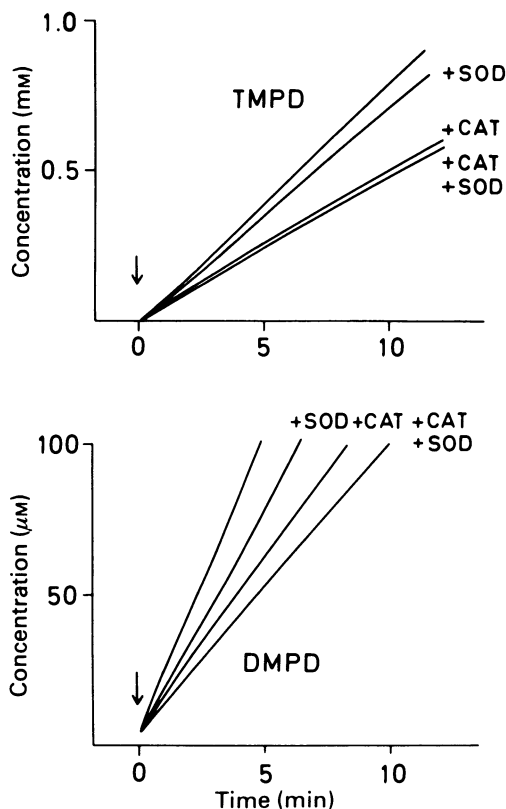 1.0
TMPD
+SOD
+CAT
0.5
+CAT
+SOD
Concentration (mM)
0 5 10
+SOD +CAT +CAT
100
+SOD
50
Concentration (μM)
DMPD
0 5 10
Time (min)